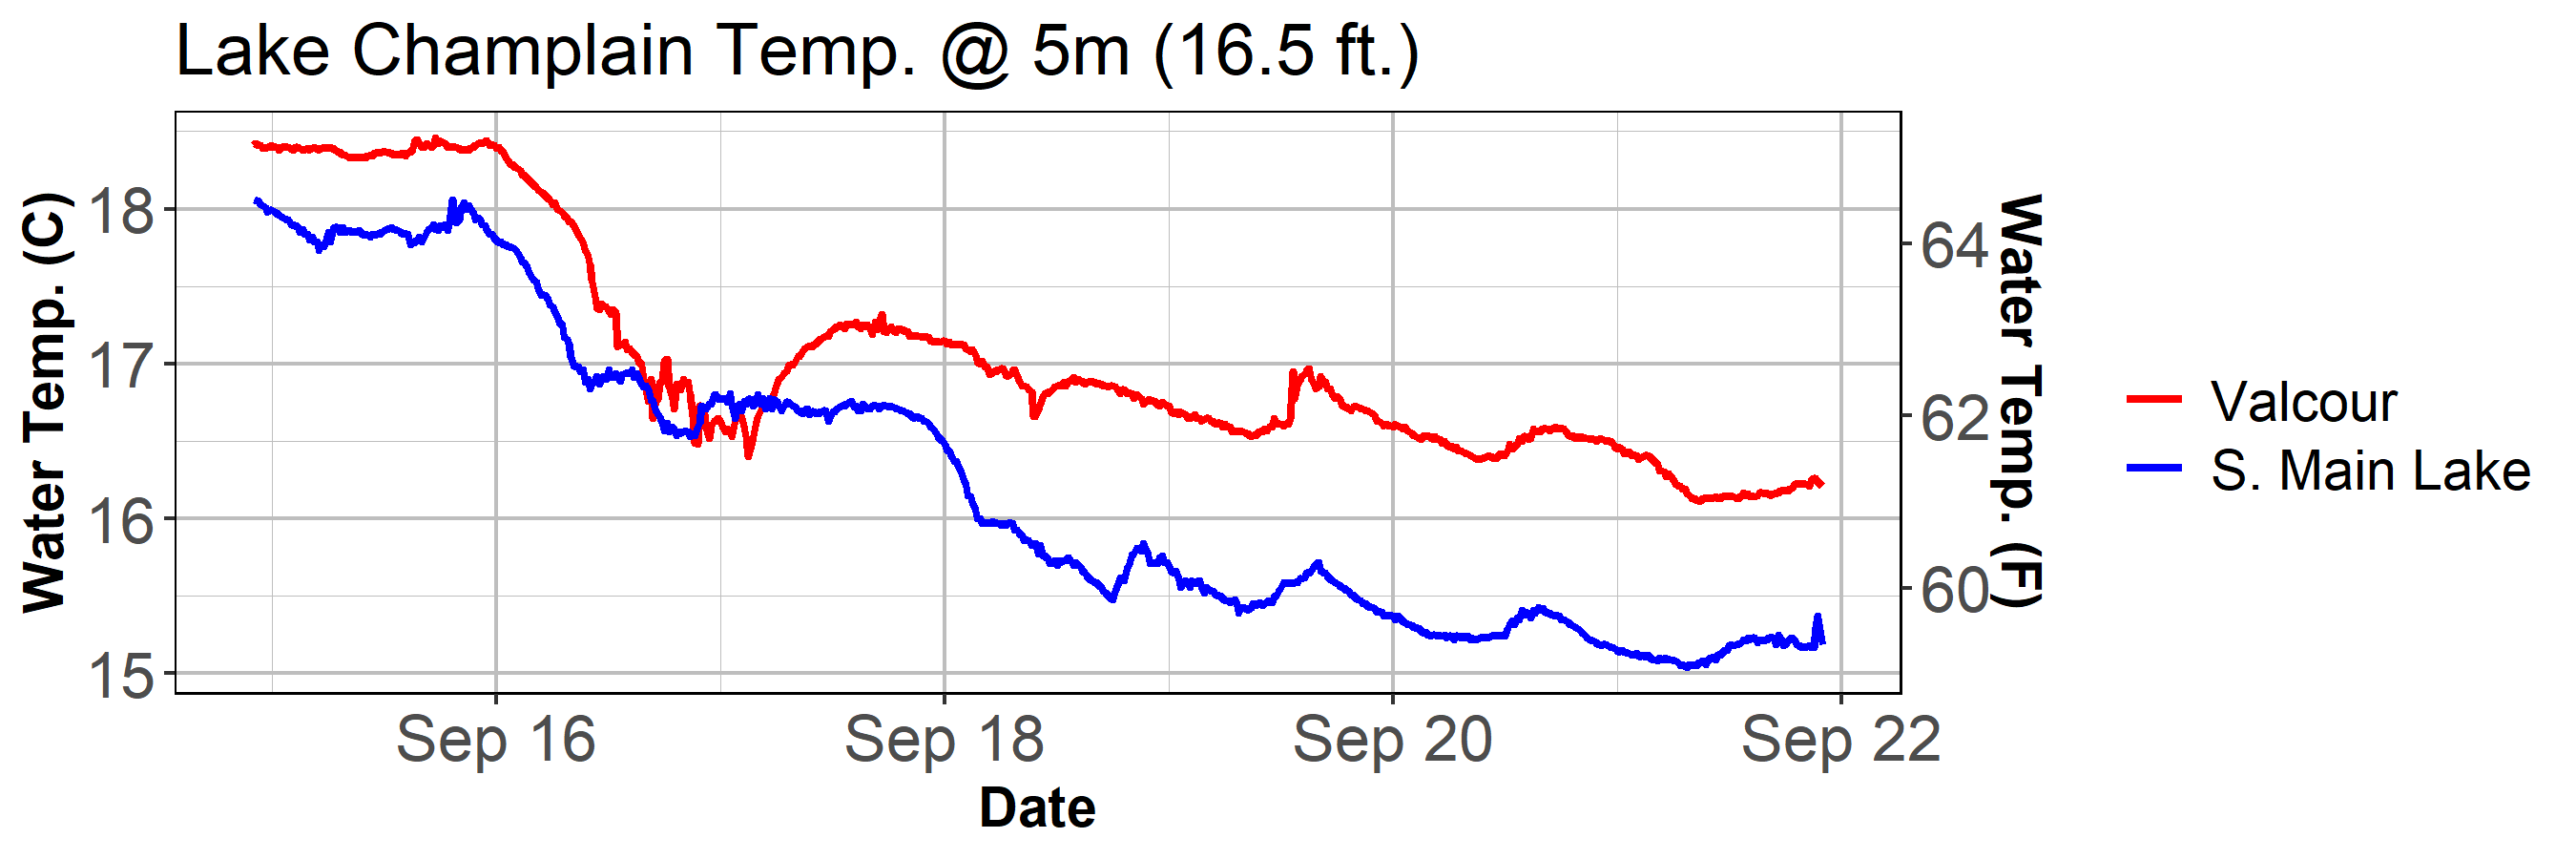 Lake Champlain Temp. @ 5m (16.5 ft.)
Water Temp. (C)
18
17
16
15
64
62
60
Water Temp. (F)
Valcour
S. Main Lake
Sep 16
Sep 18
Sep 20
Sep 22
Date